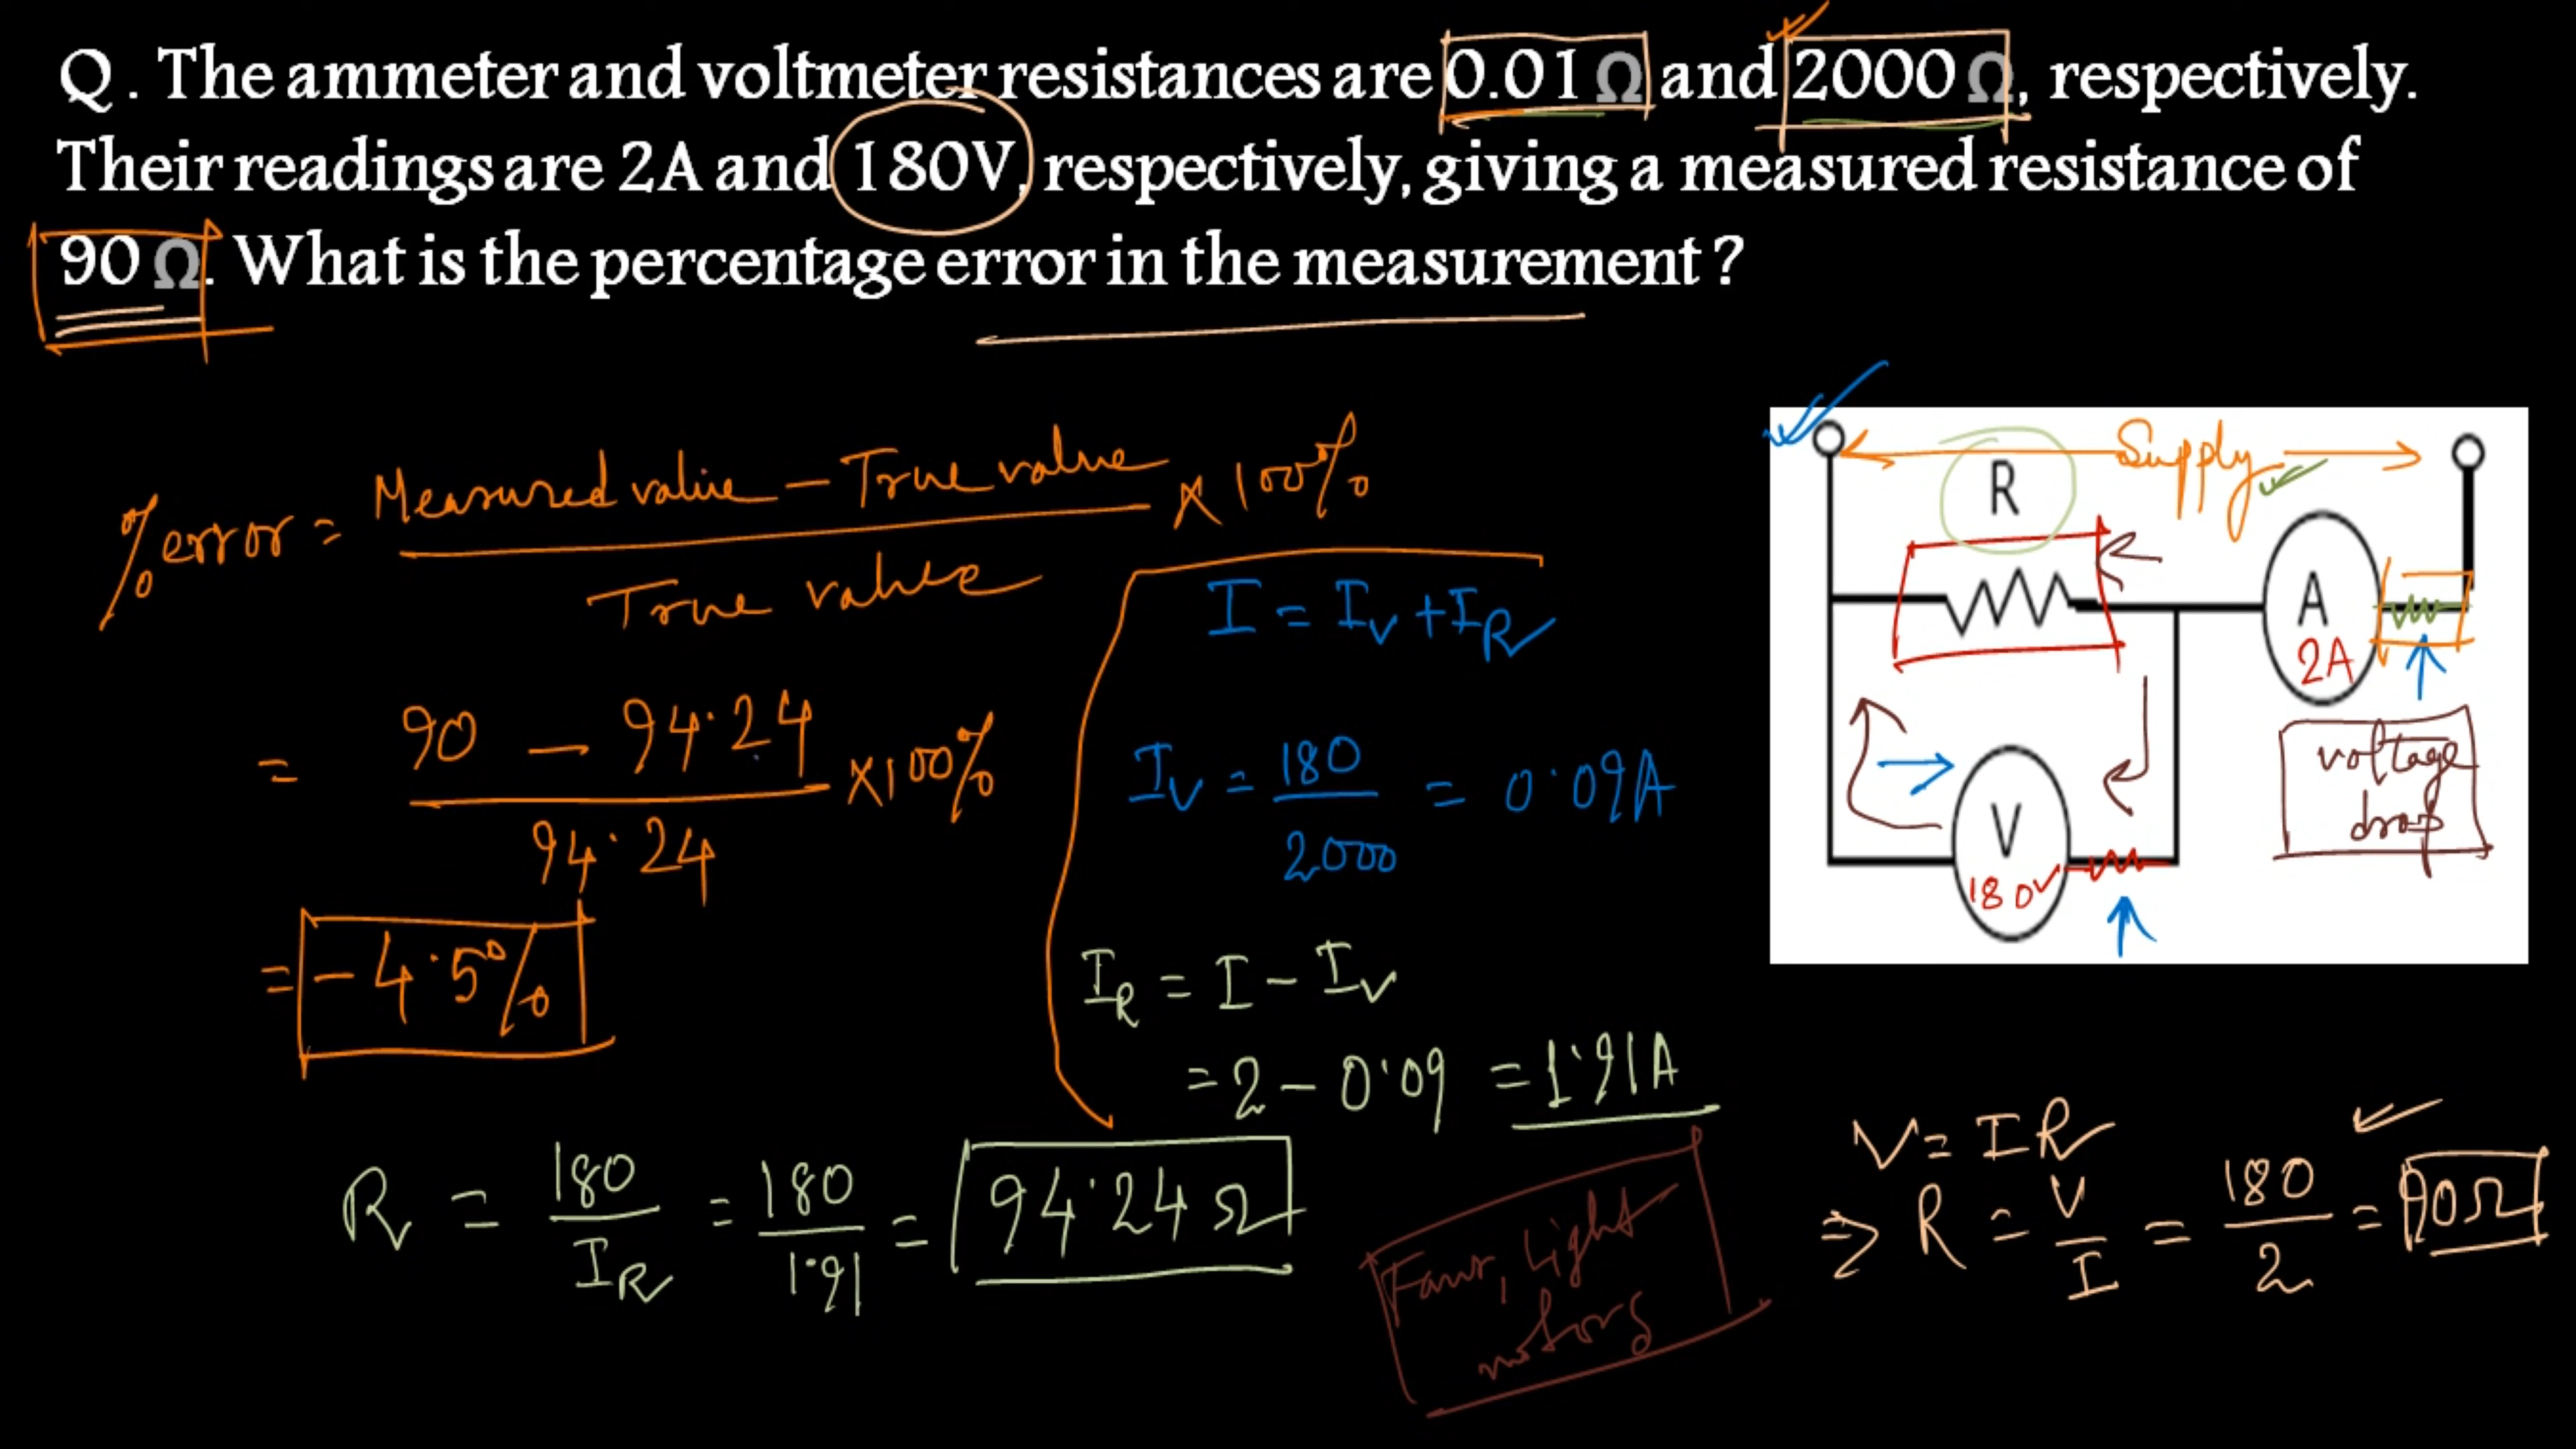 Q. The ammeter and voltmeter resistances are 0.01 Ω and 2000 Ω, respectively.
Their readings are 2A and 180V, respectively, giving a measured resistance of
90 Ω. What is the percentage error in the measurement ?
% error = Measured value - True value / True value × 100%
= 90 - 94.24 / 94.24 × 100%
= -4.5%
I = IV + IR
IV = 180 / 2000 = 0.09A
IR = I - IV
= 2 - 0.09 = 1.91A
R = 180 / IR = 180 / 1.91 = 94.24 Ω
Supply
R
A
2A
V
180V
voltage
drop
V = IR
⇒ R = V / I = 180 / 2 = 90Ω
Fans, Light
motors